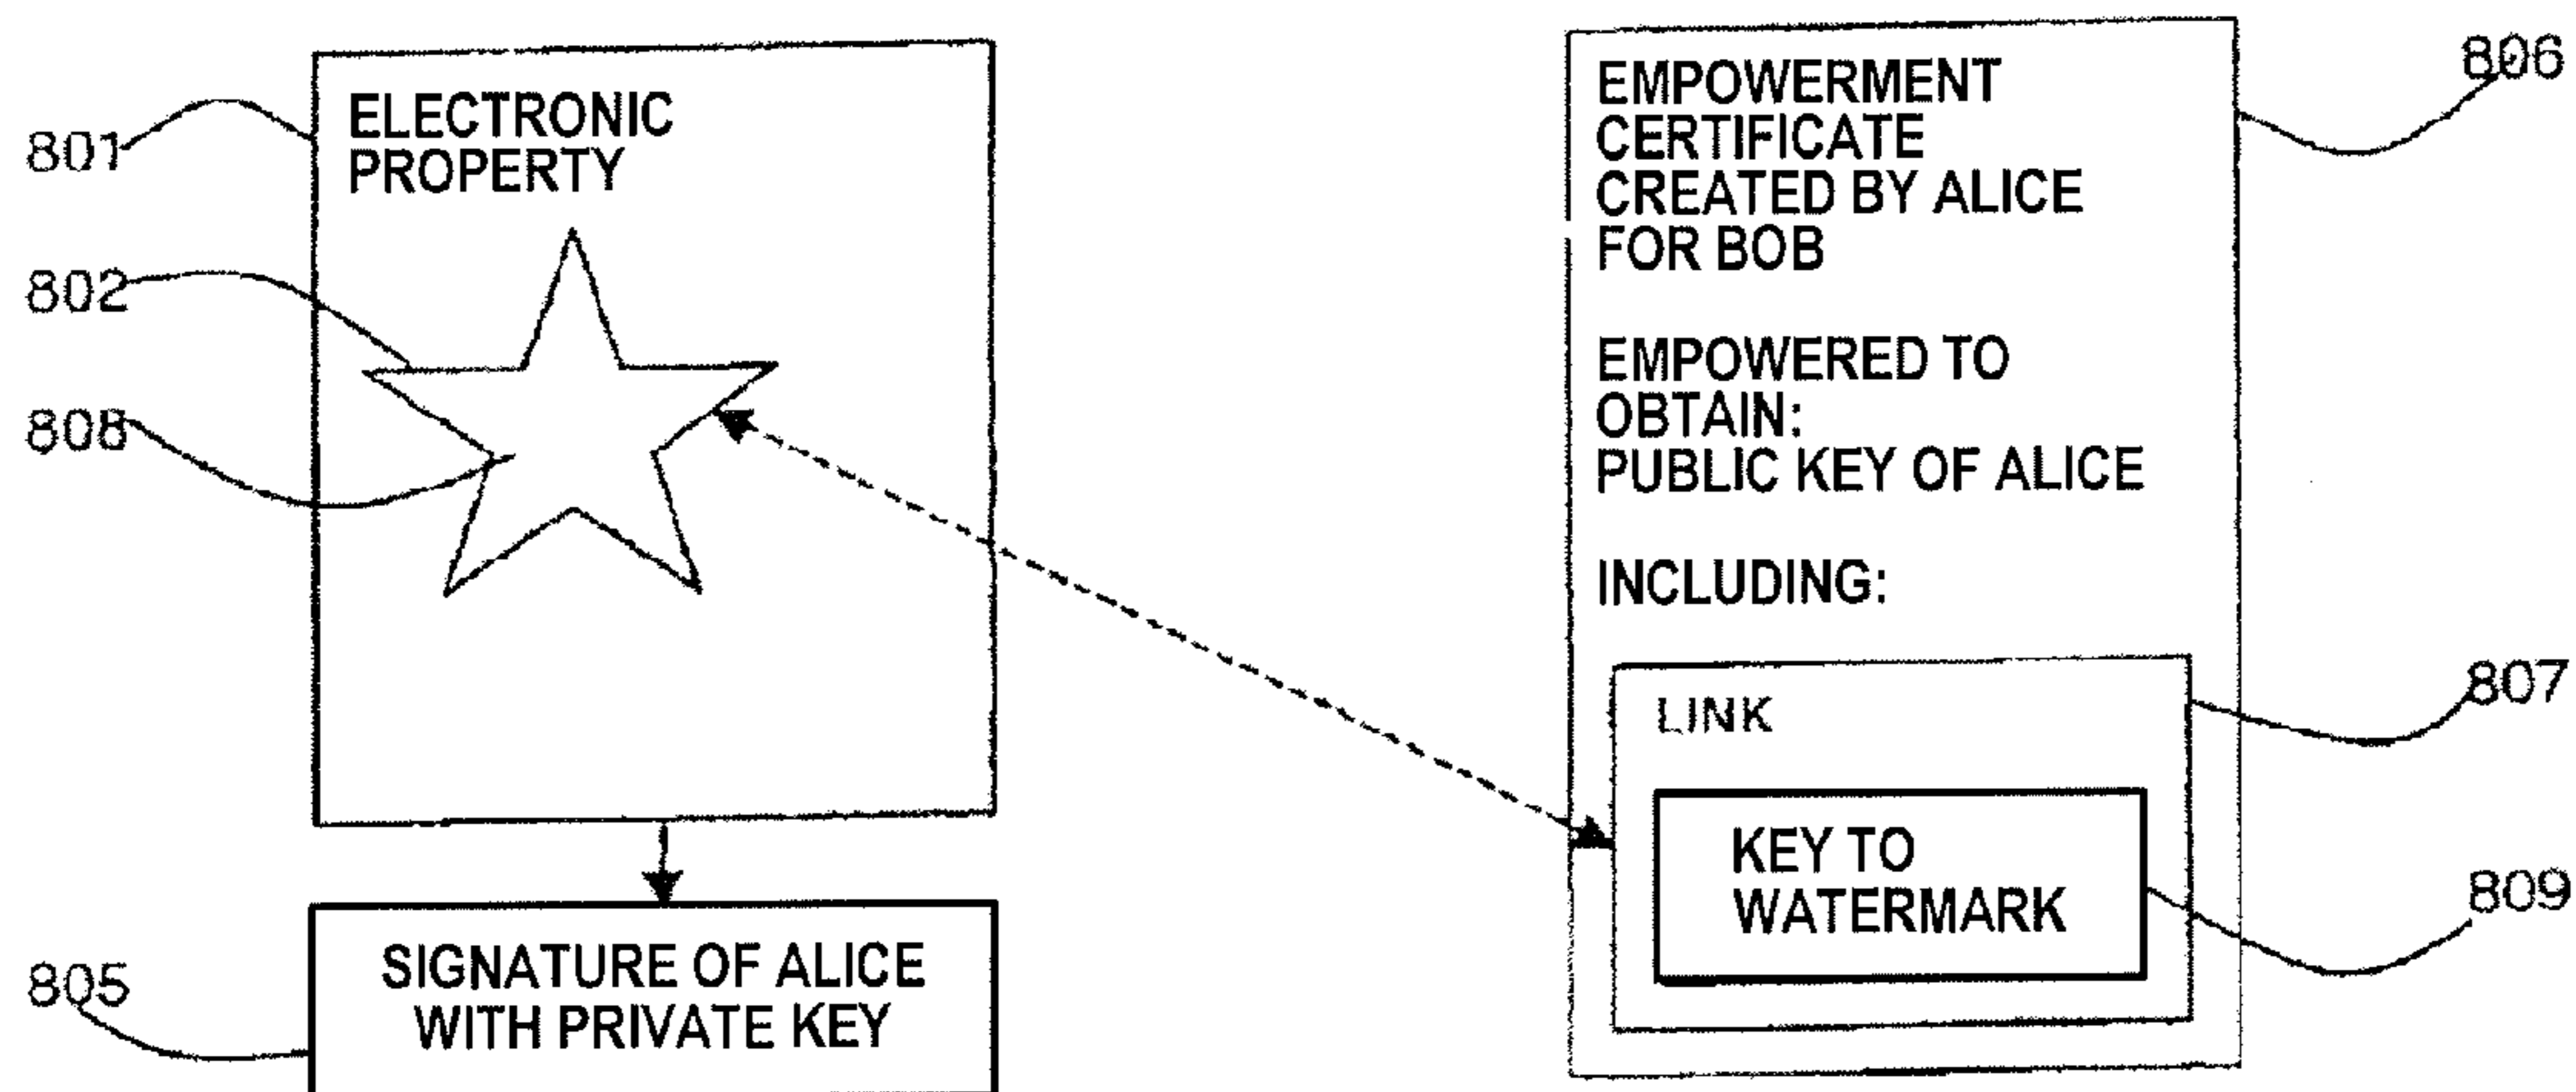 801
ELECTRONIC
PROPERTY
802
808
805
SIGNATURE OF ALICE
WITH PRIVATE KEY
806
EMPOWERMENT
CERTIFICATE
CREATED BY ALICE
FOR BOB
EMPOWERED TO
OBTAIN:
PUBLIC KEY OF ALICE
INCLUDING:
807
LINK
KEY TO
WATERMARK
809